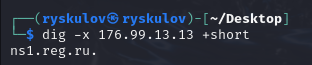 ┌──(ryskulov㉿ryskulov)-[~/Desktop]
└─$ dig -x 176.99.13.13 +short
ns1.reg.ru.